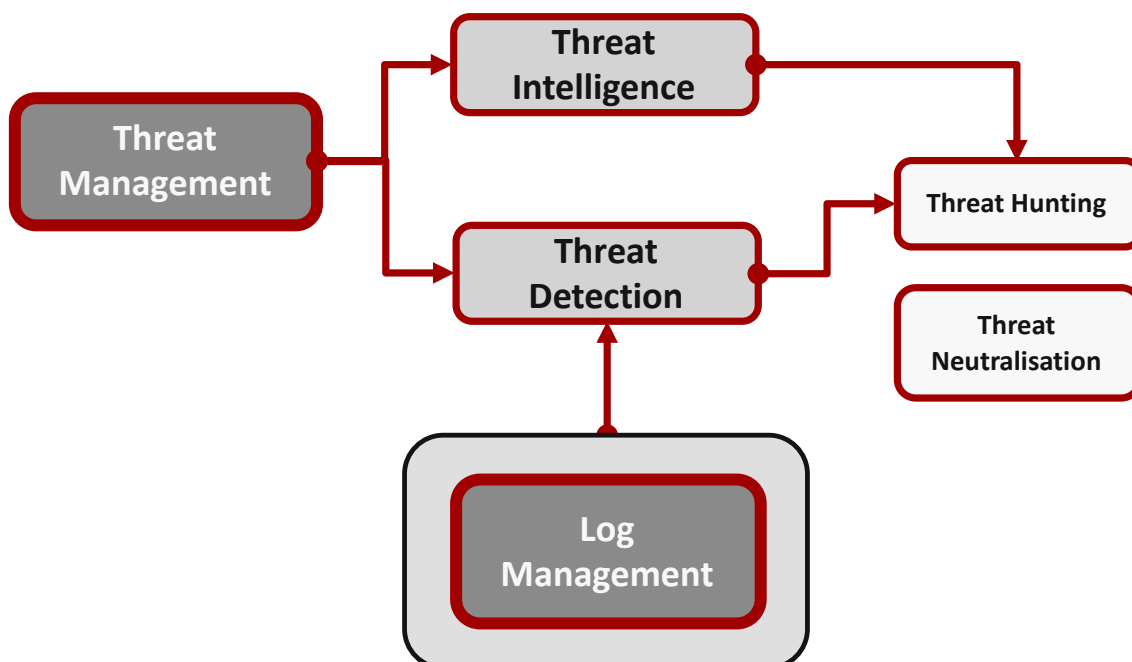 Threat
Intelligence
Threat
Management
Threat Hunting
Threat
Detection
Threat
Neutralisation
Log
Management